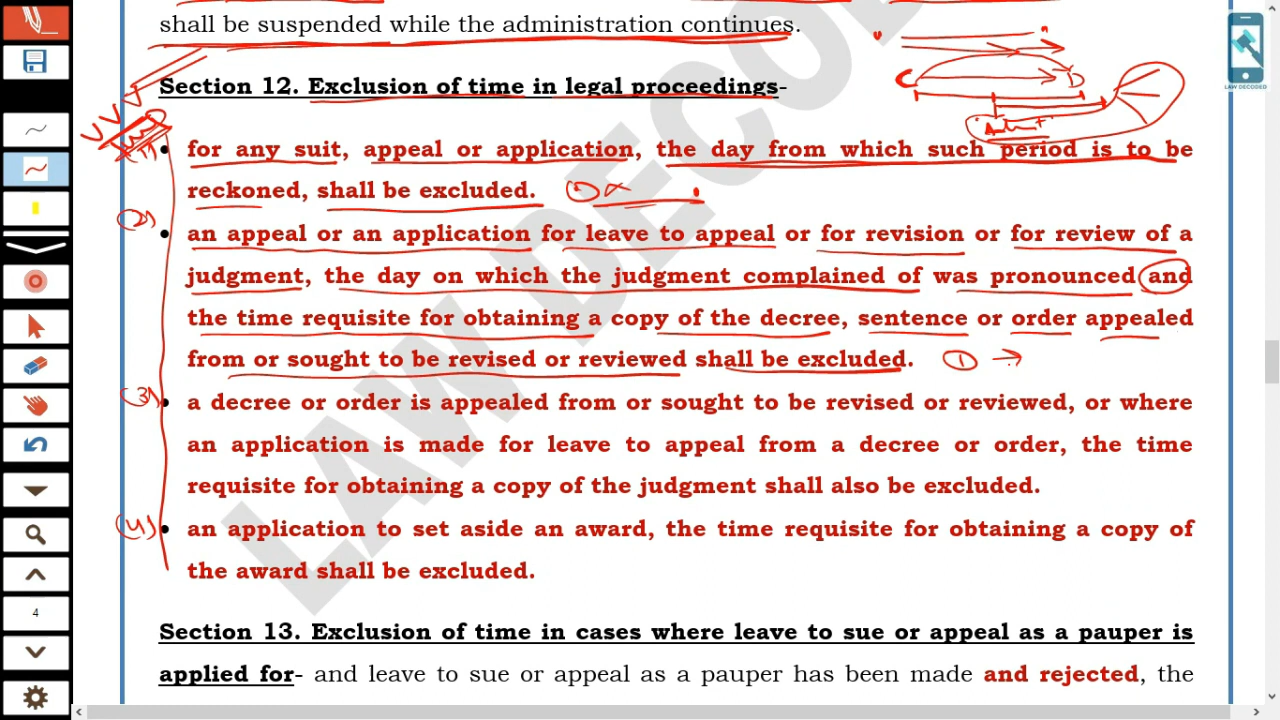 shall be suspended while the administration continues.
LAW DECODED
Section 12. Exclusion of time in legal proceedings-
C
D
(1)
• for any suit, appeal or application, the day from which such period is to be
reckoned, shall be excluded.
(2)
• an appeal or an application for leave to appeal or for revision or for review of a
judgment, the day on which the judgment complained of was pronounced and
the time requisite for obtaining a copy of the decree, sentence or order appealed
from or sought to be revised or reviewed shall be excluded. ① →
(3)
• a decree or order is appealed from or sought to be revised or reviewed, or where
an application is made for leave to appeal from a decree or order, the time
requisite for obtaining a copy of the judgment shall also be excluded.
(4)
• an application to set aside an award, the time requisite for obtaining a copy of
the award shall be excluded.
Section 13. Exclusion of time in cases where leave to sue or appeal as a pauper is
applied for- and leave to sue or appeal as a pauper has been made and rejected, the
4
LAW DECODED